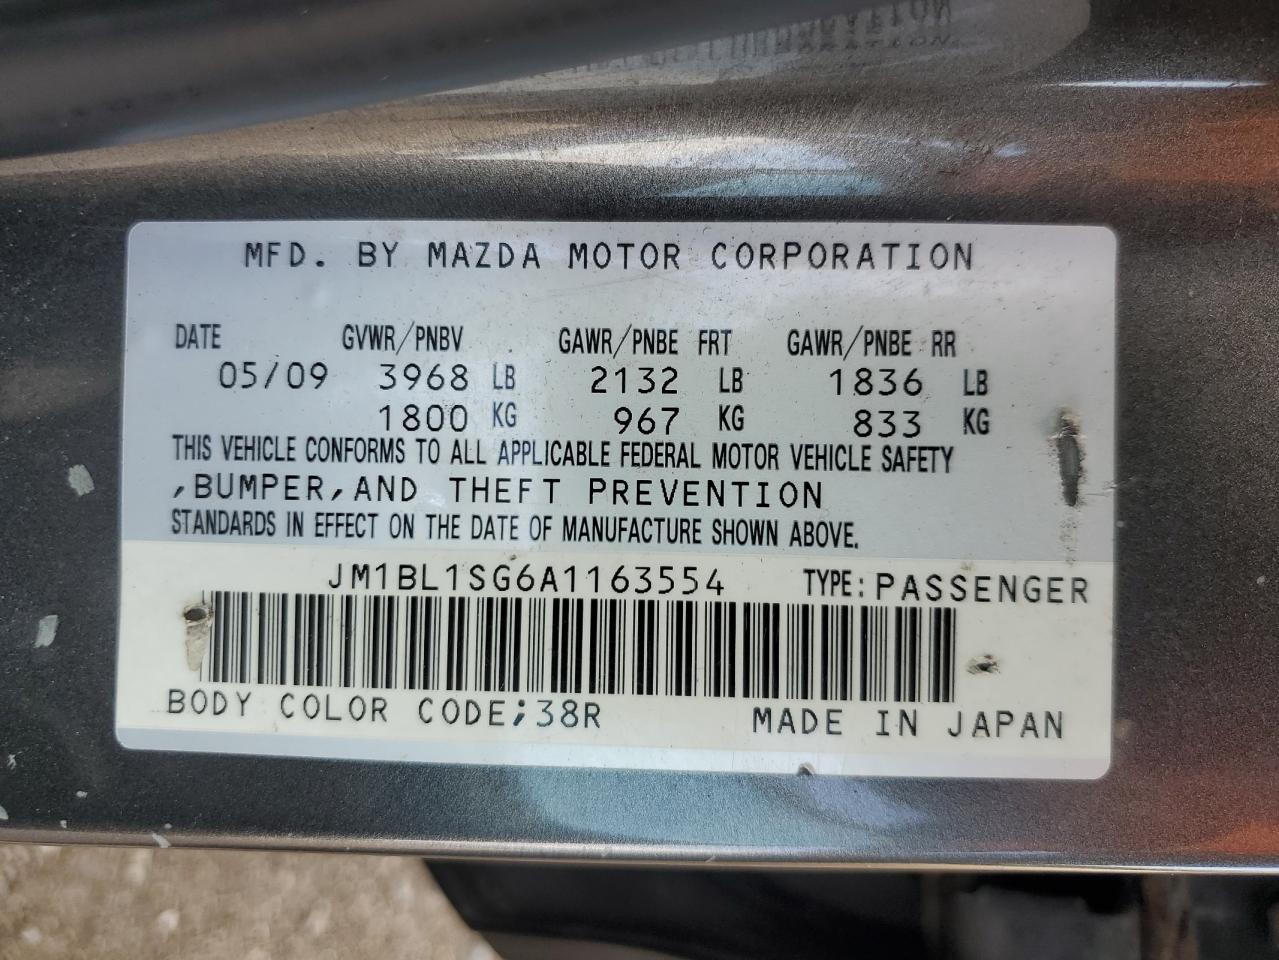 MFD. BY MAZDA MOTOR CORPORATION
DATE GVWR/PNBV GAWR/PNBE FRT GAWR/PNBE RR
05/09 3968 LB 2132 LB 1836 LB
1800 KG 967 KG 833 KG
THIS VEHICLE CONFORMS TO ALL APPLICABLE FEDERAL MOTOR VEHICLE SAFETY
,BUMPER,AND THEFT PREVENTION
STANDARDS IN EFFECT ON THE DATE OF MANUFACTURE SHOWN ABOVE.
JM1BL1SG6A1163554 TYPE:PASSENGER
BODY COLOR CODE;38R MADE IN JAPAN